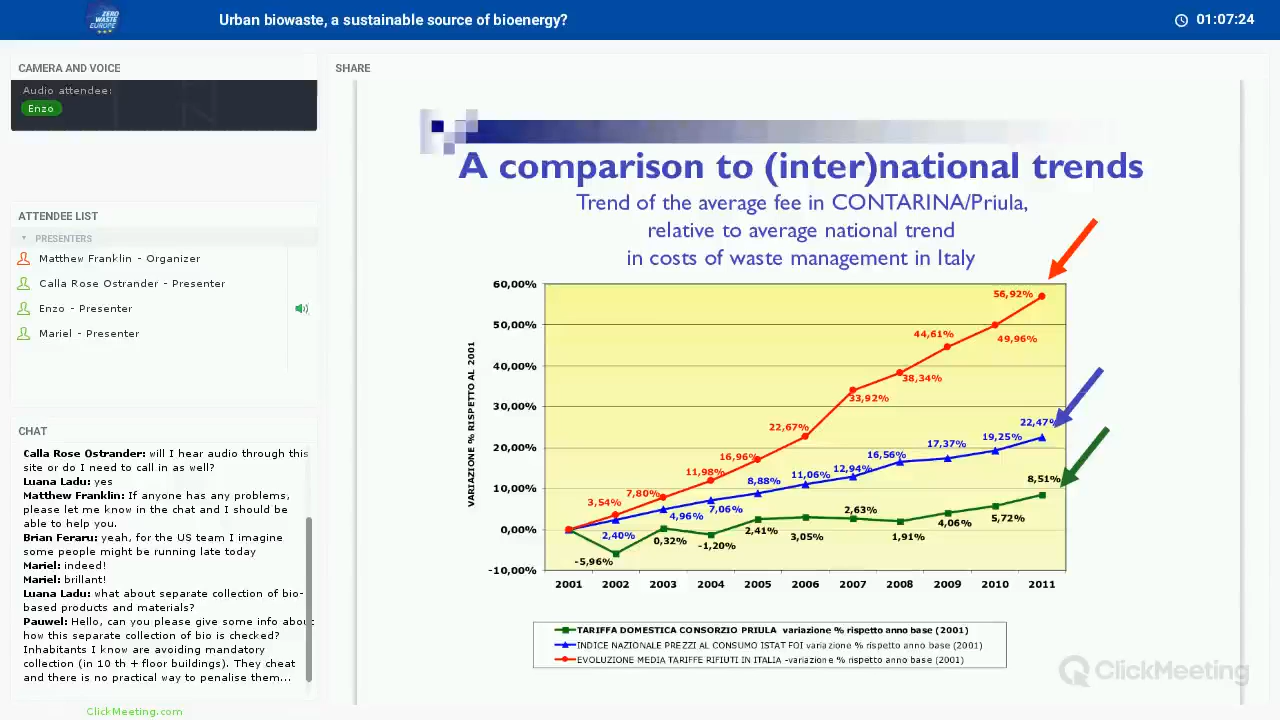 ZERO
WASTE
EUROPE
Urban biowaste, a sustainable source of bioenergy?
01:07:24
CAMERA AND VOICE
Audio attendee:
Enzo
ATTENDEE LIST
PRESENTERS
Matthew Franklin - Organizer
Calla Rose Ostrander - Presenter
Enzo - Presenter
Mariel - Presenter
CHAT
Calla Rose Ostrander: will I hear audio through this
site or do I need to call in as well?
Luana Ladu: yes
Matthew Franklin: If anyone has any problems,
please let me know in the chat and I should be
able to help you.
Brian Feraru: yeah, for the US team I imagine
some people might be running late today
Mariel: indeed!
Mariel: brillant!
Luana Ladu: what about separate collection of bio-
based products and materials?
Pauwel: Hello, can you please give some info about
how this separate collection of bio is checked?
Inhabitants I know are avoiding mandatory
collection (in 10 th + floor buildings). They cheat
and there is no practical way to penalise them...
ClickMeeting.com
SHARE
A comparison to (inter)national trends
Trend of the average fee in CONTARINA/Priula,
relative to average national trend
in costs of waste management in Italy
VARIAZIONE % RISPETTO AL 2001
60,00%
50,00%
40,00%
30,00%
20,00%
10,00%
0,00%
-10,00%
3,54%
7,80%
11,98%
16,96%
22,67%
33,92%
38,34%
44,61%
49,96%
56,92%
2,40%
4,96%
7,06%
8,88%
11,06%
12,94%
16,56%
17,37%
19,25%
22,47%
-5,96%
0,32%
-1,20%
2,41%
3,05%
2,63%
1,91%
4,06%
5,72%
8,51%
2001 2002 2003 2004 2005 2006 2007 2008 2009 2010 2011
TARIFFA DOMESTICA CONSORZIO PRIULA variazione % rispetto anno base (2001)
INDICE NAZIONALE PREZZI AL CONSUMO ISTAT FOI variazione % rispetto anno base (2001)
EVOLUZIONE MEDIA TARIFFE RIFIUTI IN ITALIA -variazione % rispetto anno base (2001)
ClickMeeting